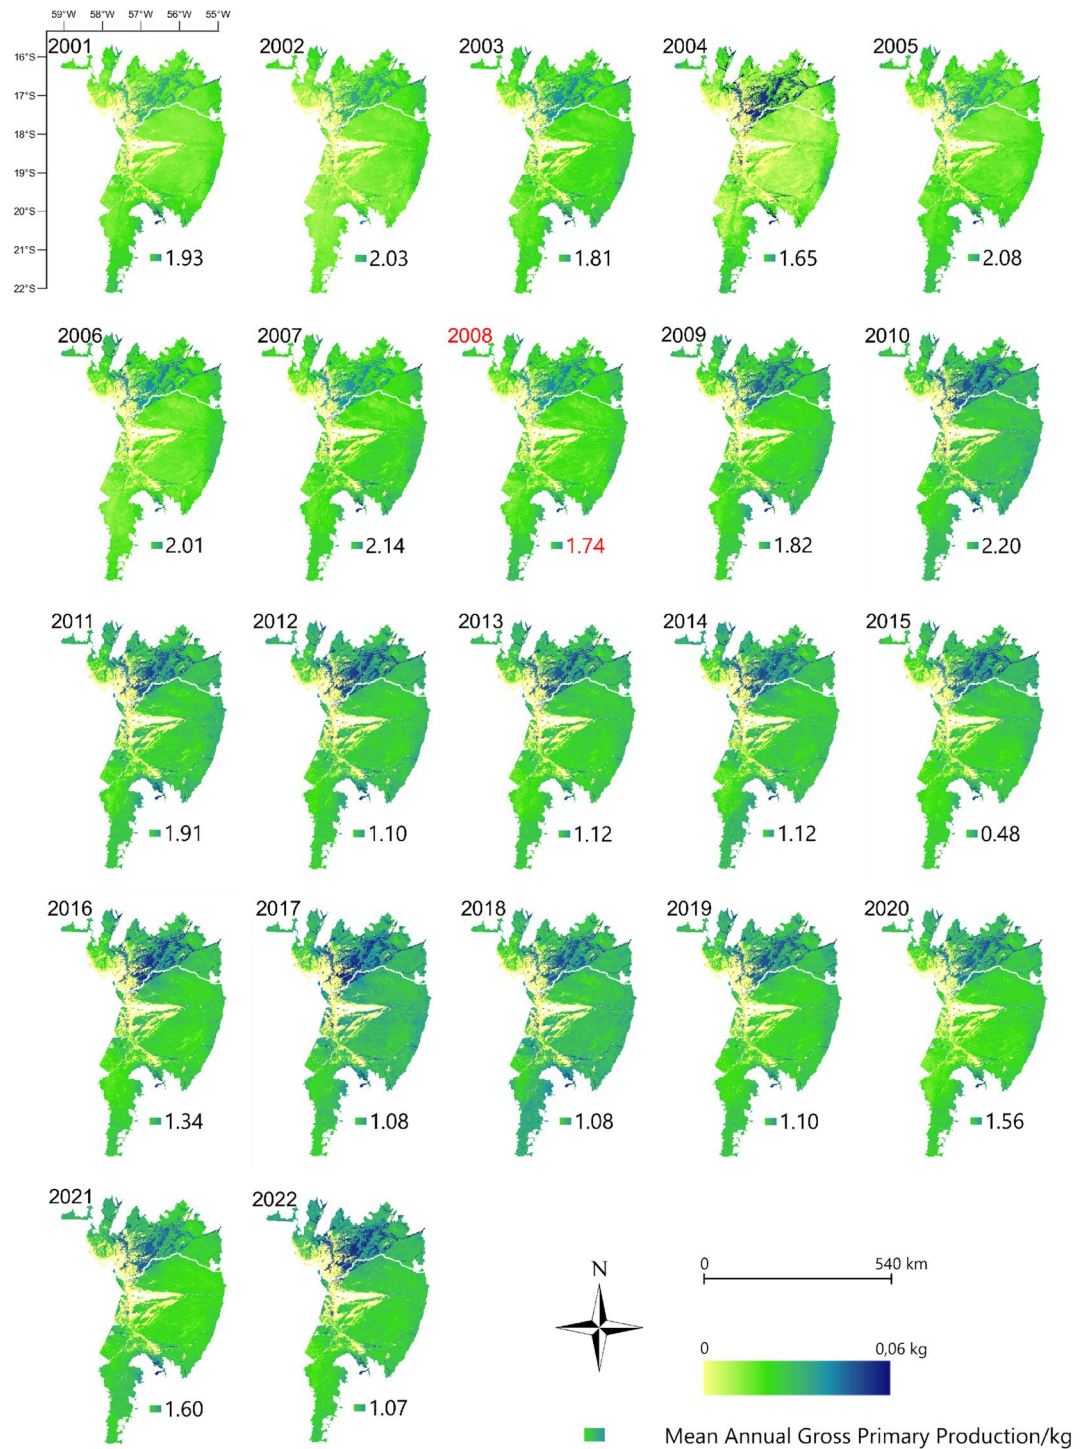 59°W 58°W 57°W 56°W 55°W
2001 2002 2003 2004 2005
16°S
17°S
18°S
19°S
20°S
21°S
22°S
1.93 2.03 1.81 1.65 2.08
2006 2007 2008 2009 2010
2.01 2.14 1.74 1.82 2.20
2011 2012 2013 2014 2015
1.91 1.10 1.12 1.12 0.48
2016 2017 2018 2019 2020
1.34 1.08 1.08 1.10 1.56
2021 2022
1.60 1.07
N
0 540 km
0 0,06 kg
Mean Annual Gross Primary Production/kg